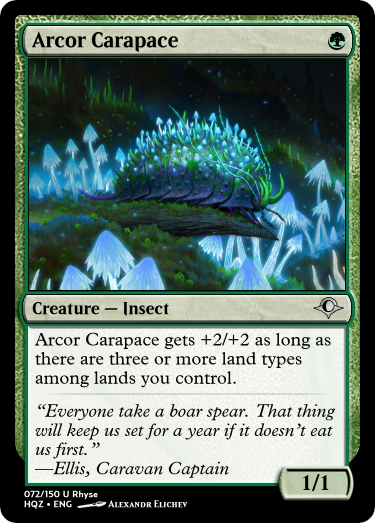 Arcor Carapace
Creature — Insect
Arcor Carapace gets +2/+2 as long as
there are three or more land types
among lands you control.
“Everyone take a boar spear. That thing
will keep us set for a year if it doesn’t eat
us first.”
—Ellis, Caravan Captain
1/1
072/150 U Rhyse
HQZ • ENG Alexandr Elichev